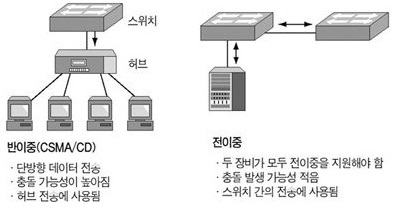 스위치
허브
반이중(CSMA/CD)
· 단방향 데이터 전송
· 충돌 가능성이 높아짐
· 허브 전송에 사용됨
전이중
· 두 장비가 모두 전이중을 지원해야 함
· 충돌 발생 가능성 적음
· 스위치 간의 전송에 사용됨